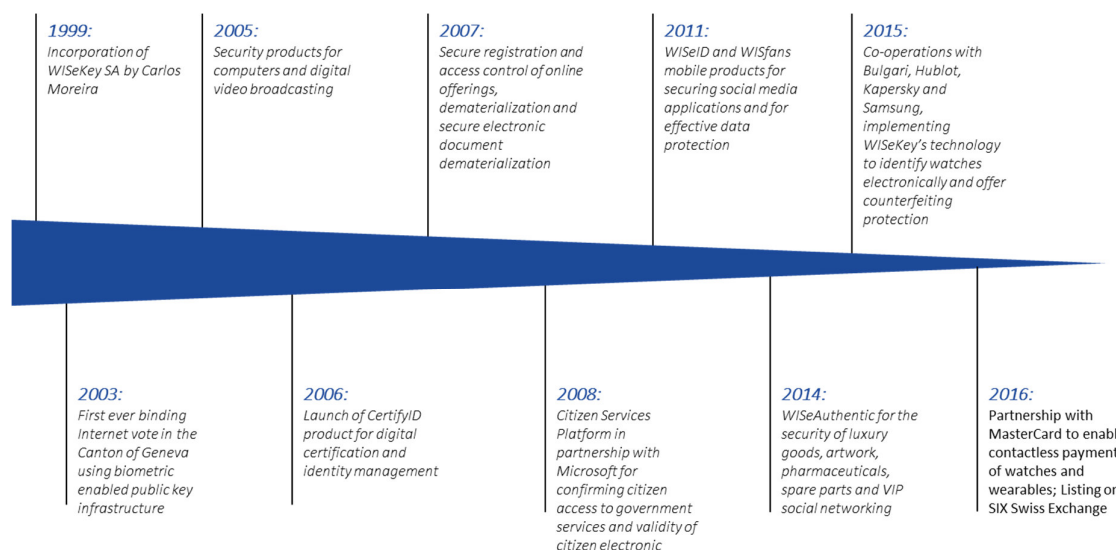 1999:
Incorporation of
WISeKey SA by Carlos
Moreira
2005:
Security products for
computers and digital
video broadcasting
2007:
Secure registration and
access control of online
offerings,
dematerialization and
secure electronic
document
dematerialization
2011:
WISeID and WISfans
mobile products for
securing social media
applications and for
effective data
protection
2015:
Co-operations with
Bulgari, Hublot,
Kapersky and
Samsung,
implementing
WISeKey's technology
to identify watches
electronically and offer
counterfeiting
protection
2003:
First ever binding
Internet vote in the
Canton of Geneva
using biometric
enabled public key
infrastructure
2006:
Launch of CertifyID
product for digital
certification and
identity management
2008:
Citizen Services
Platform in
partnership with
Microsoft for
confirming citizen
access to government
services and validity of
citizen electronic
2014:
WISeAuthentic for the
security of luxury
goods, artwork,
pharmaceuticals,
spare parts and VIP
social networking
2016:
Partnership with
MasterCard to enabl
contactless payment
of watches and
wearables; Listing or
SIX Swiss Exchange